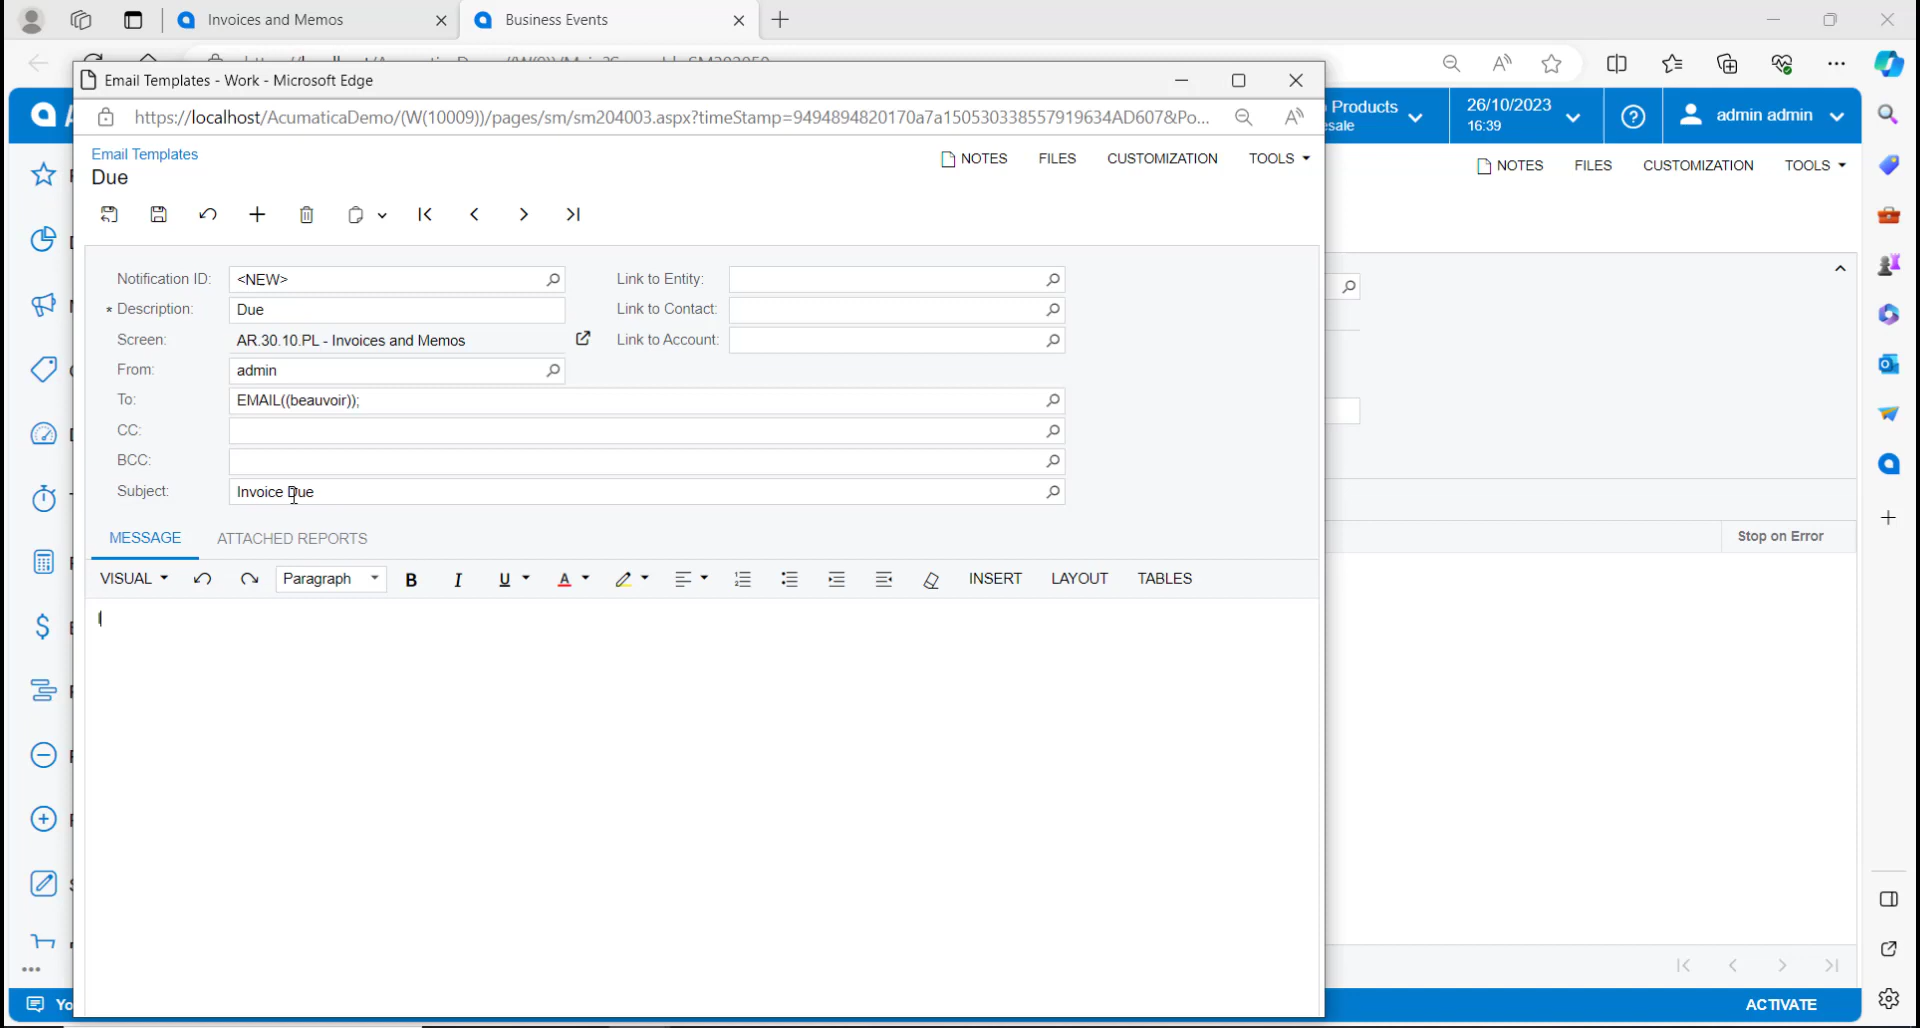 Invoices and Memos
Business Events
Email Templates - Work - Microsoft Edge
https://localhost/AcumaticaDemo/(W(10009))/pages/sm/sm204003.aspx?timeStamp=9494894820170a7a150530338557919634AD607&Po...
Products
26/10/2023
16:39
admin admin
Email Templates
Due
NOTES FILES CUSTOMIZATION TOOLS
NOTES FILES CUSTOMIZATION TOOLS
Notification ID: <NEW>
Link to Entity:
* Description: Due
Link to Contact:
Screen: AR.30.10.PL - Invoices and Memos
Link to Account:
From: admin
To: EMAIL((beauvoir));
CC:
BCC:
Subject: Invoice Due
MESSAGE ATTACHED REPORTS
Stop on Error
VISUAL Paragraph B I U A INSERT LAYOUT TABLES
Yo
ACTIVATE